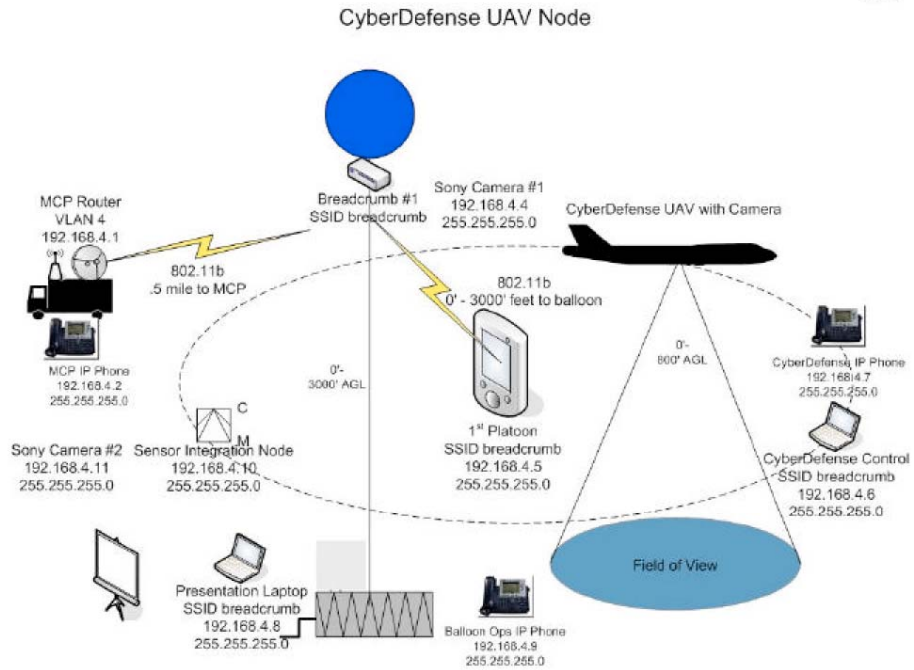 CyberDefense UAV Node
MCP Router
VLAN 4
192.168.4.1
Breadcrumb #1
SSID breadcrumb
Sony Camera #1
192.168.4.4
255.255.255.0
CyberDefense UAV with Camera
802.11b
.5 mile to MCP
802.11b
0' - 3000' feet to balloon
MCP IP Phone
192.168.4.2
255.255.255.0
0'-
3000' AGL
0'-
800' AGL
CyberDefense IP Phone
192.168.4.7
255.255.255.0
C
M
Sony Camera #2
192.168.4.11
255.255.255.0
Sensor Integration Node
192.168.4.10
255.255.255.0
1st Platoon
SSID breadcrumb
192.168.4.5
255.255.255.0
CyberDefense Control
SSID breadcrumb
192.168.4.6
255.255.255.0
Field of View
Presentation Laptop
SSID breadcrumb
192.168.4.8
255.255.255.0
Balloon Ops IP Phone
192.168.4.9
255.255.255.0